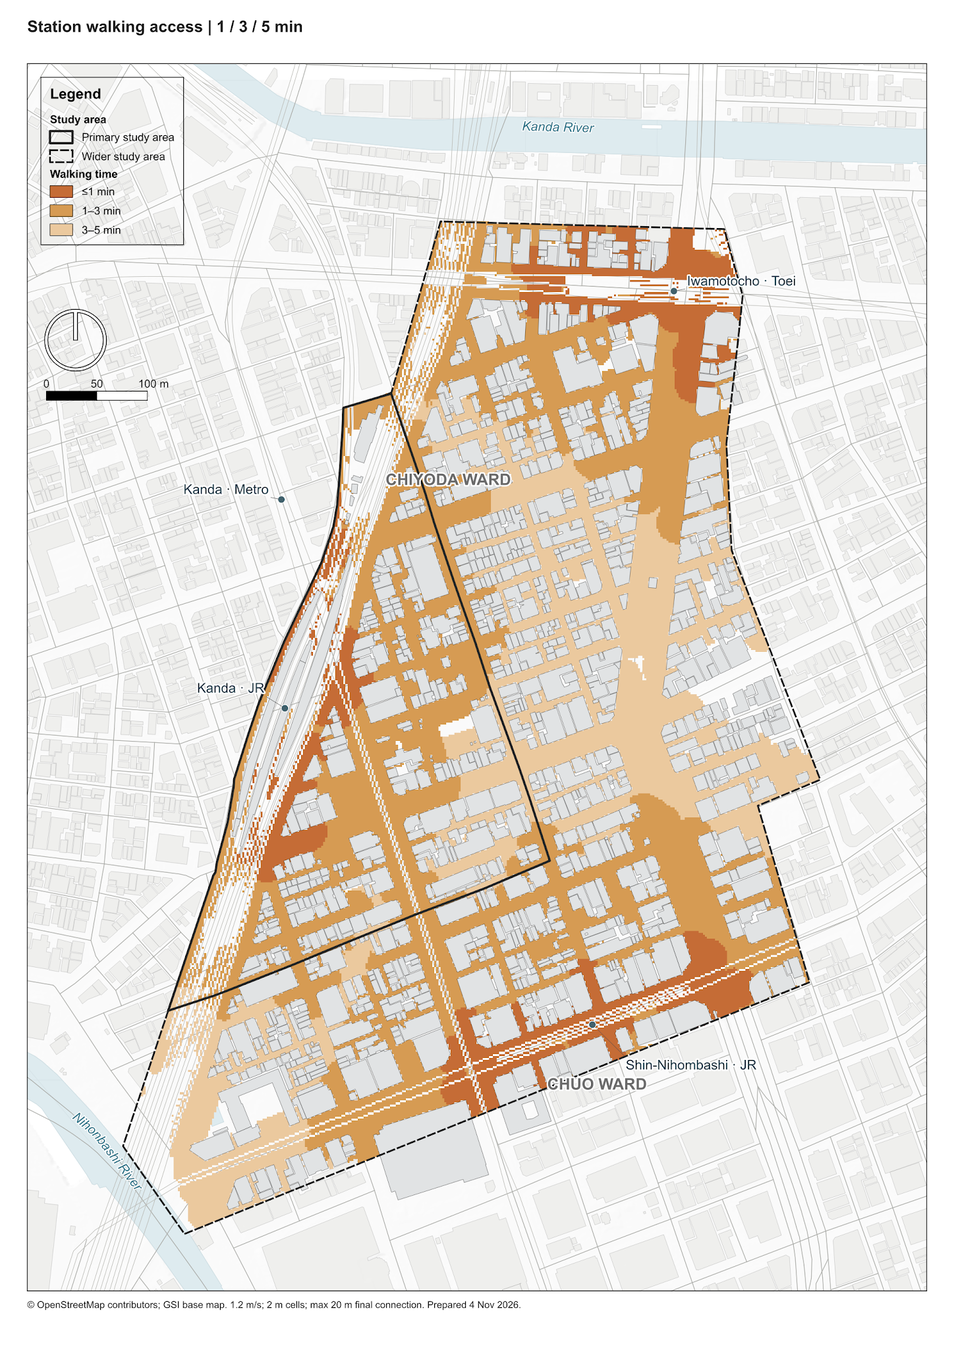 Station walking access | 1 / 3 / 5 min
Legend
Study area
Primary study area
Wider study area
Walking time
≤1 min
1–3 min
3–5 min
Kanda River
Iwamotocho · Toei
0 50 100 m
CHIYODA WARD
Kanda · Metro
Kanda · JR
Shin-Nihombashi · JR
CHUO WARD
Nihonbashi River
© OpenStreetMap contributors; GSI base map. 1.2 m/s; 2 m cells; max 20 m final connection. Prepared 4 Nov 2026.